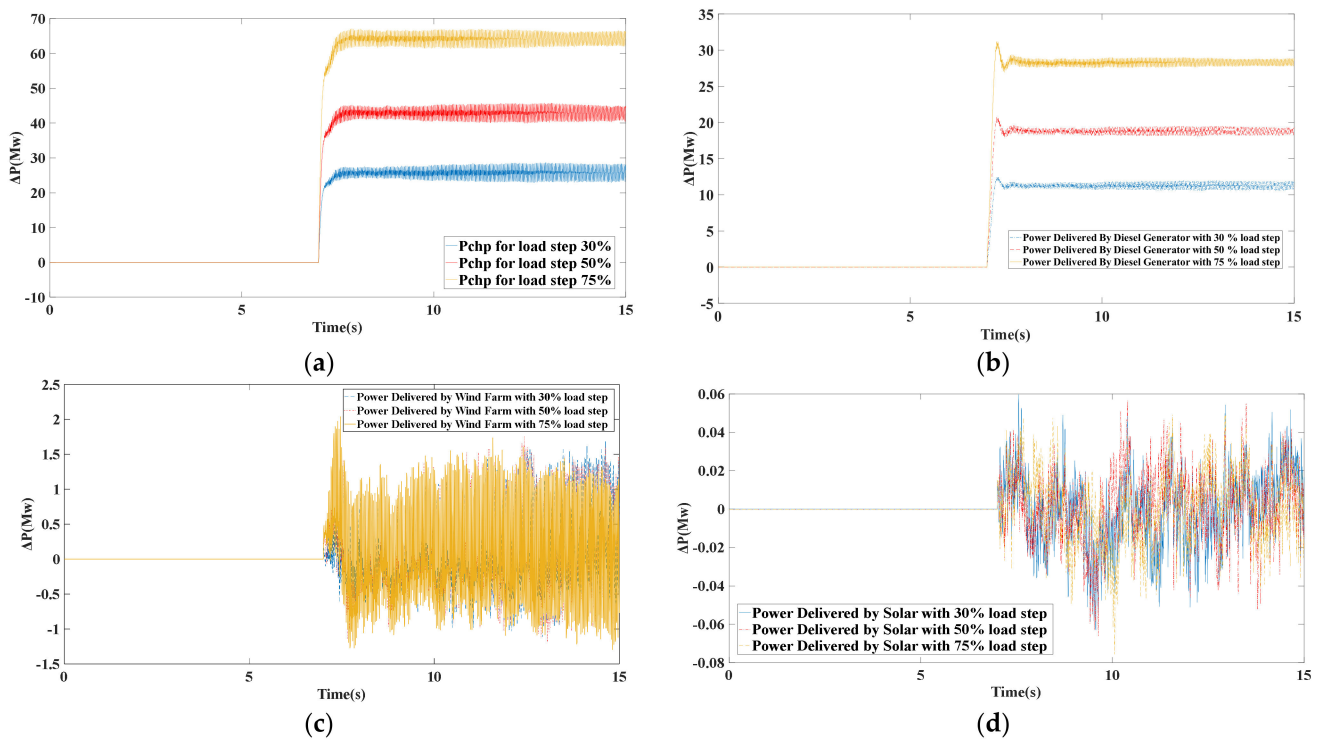 70
60
50
40
30
20
10
0
-10
ΔP(Mw)
Pchp for load step 30%
Pchp for load step 50%
Pchp for load step 75%
0 5 10 15
Time(s)
(a)
35
30
25
20
15
10
5
0
-5
ΔP(Mw)
Power Delivered By Diesel Generator with 30 % load step
Power Delivered By Diesel Generator with 50 % load step
Power Delivered By Diesel Generator with 75 % load step
0 5 10 15
Time(s)
(b)
2.5
2
1.5
1
0.5
0
-0.5
-1
-1.5
ΔP(Mw)
Power Delivered by Wind Farm with 30% load step
Power Delivered by Wind Farm with 50% load step
Power Delivered by Wind Farm with 75% load step
0 5 10 15
Time(s)
(c)
0.06
0.04
0.02
0
-0.02
-0.04
-0.06
-0.08
ΔP(Mw)
Power Delivered by Solar with 30% load step
Power Delivered by Solar with 50% load step
Power Delivered by Solar with 75% load step
0 5 10 15
Time(s)
(d)